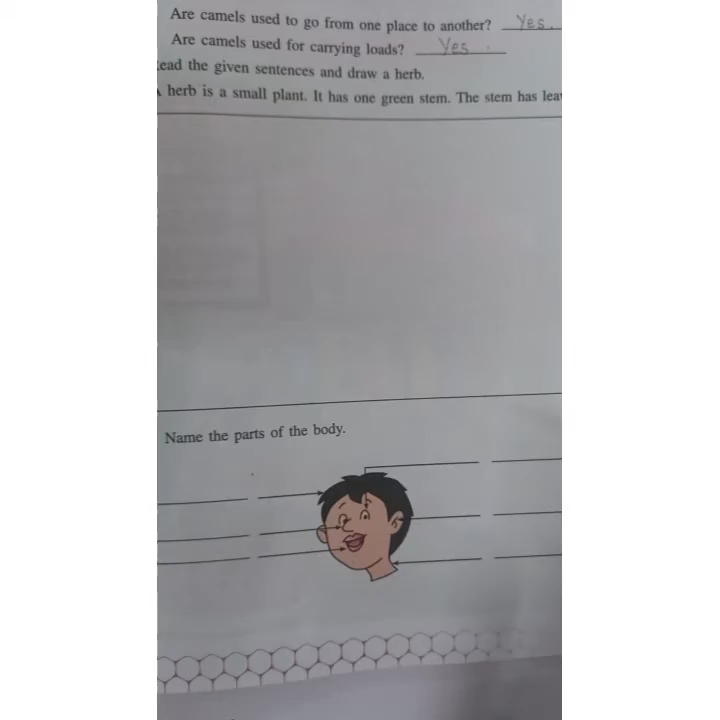 Are camels used to go from one place to another? Yes.
Are camels used for carrying loads? Yes.
ead the given sentences and draw a herb.
herb is a small plant. It has one green stem. The stem has lea
Name the parts of the body.